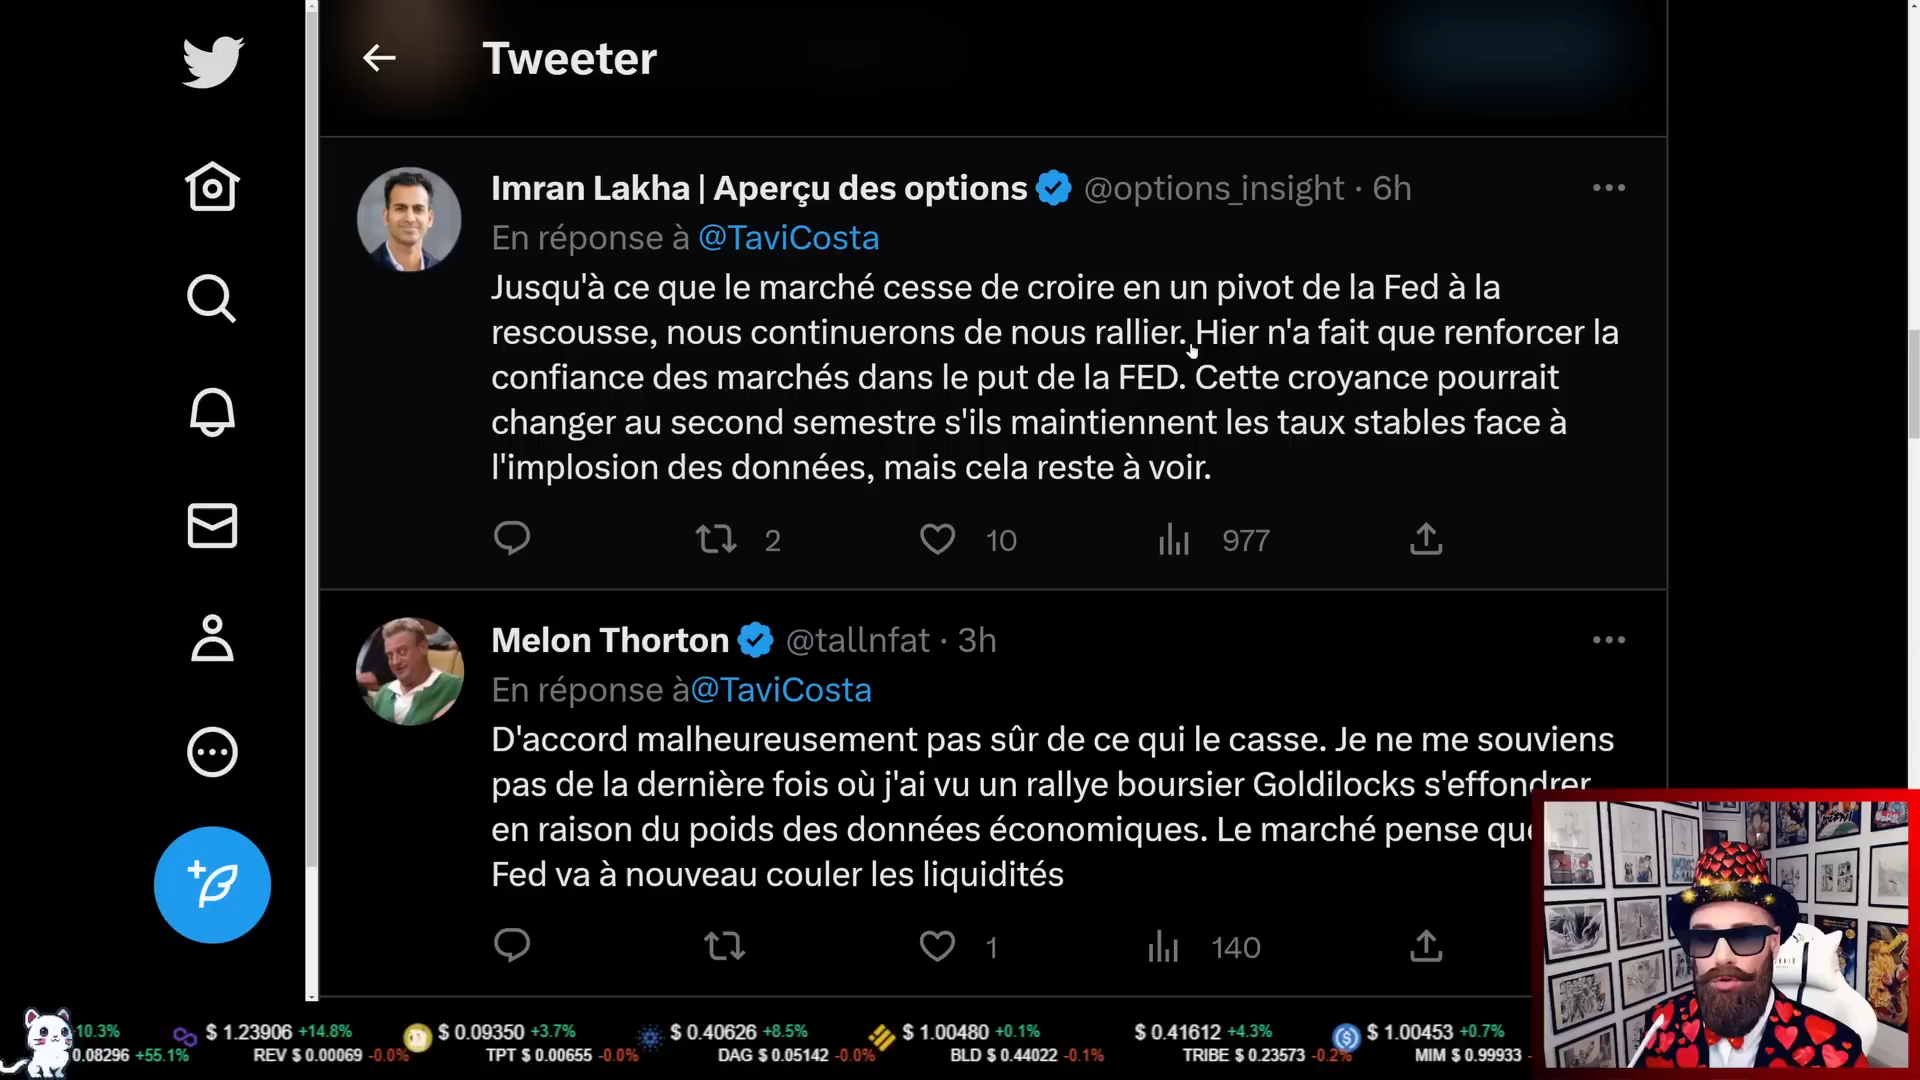 Tweeter
Imran Lakha | Aperçu des options @options_insight · 6h
En réponse à @TaviCosta
Jusqu'à ce que le marché cesse de croire en un pivot de la Fed à la
rescousse, nous continuerons de nous rallier. Hier n'a fait que renforcer la
confiance des marchés dans le put de la FED. Cette croyance pourrait
changer au second semestre s'ils maintiennent les taux stables face à
l'implosion des données, mais cela reste à voir.
2 10 977
Melon Thorton @tallnfat · 3h
En réponse à@TaviCosta
D'accord malheureusement pas sûr de ce qui le casse. Je ne me souviens
pas de la dernière fois où j'ai vu un rallye boursier Goldilocks s'effondrer
en raison du poids des données économiques. Le marché pense que
Fed va à nouveau couler les liquidités
1 140
10.3% $ 1.23906 +14.8% $ 0.09350 +3.7% $ 0.40626 +8.5% $ 1.00480 +0.1% $ 0.41612 +4.3% $ 1.00453 +0.7%
0.08296 +55.1% REV $ 0.00069 -0.0% TPT $ 0.00655 -0.0% DAG $ 0.05142 -0.0% BLD $ 0.44022 -0.1% TRIBE $ 0.23573 -0.2% MIM $ 0.99933 -